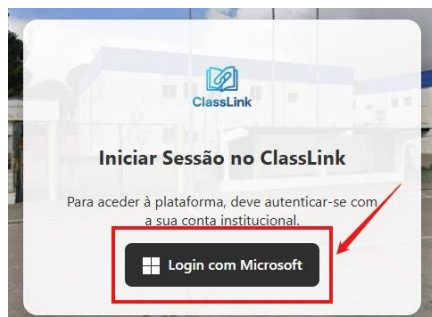 ClassLink
Iniciar Sessão no ClassLink
Para aceder à plataforma, deve autenticar-se com
a sua conta institucional.
Login com Microsoft